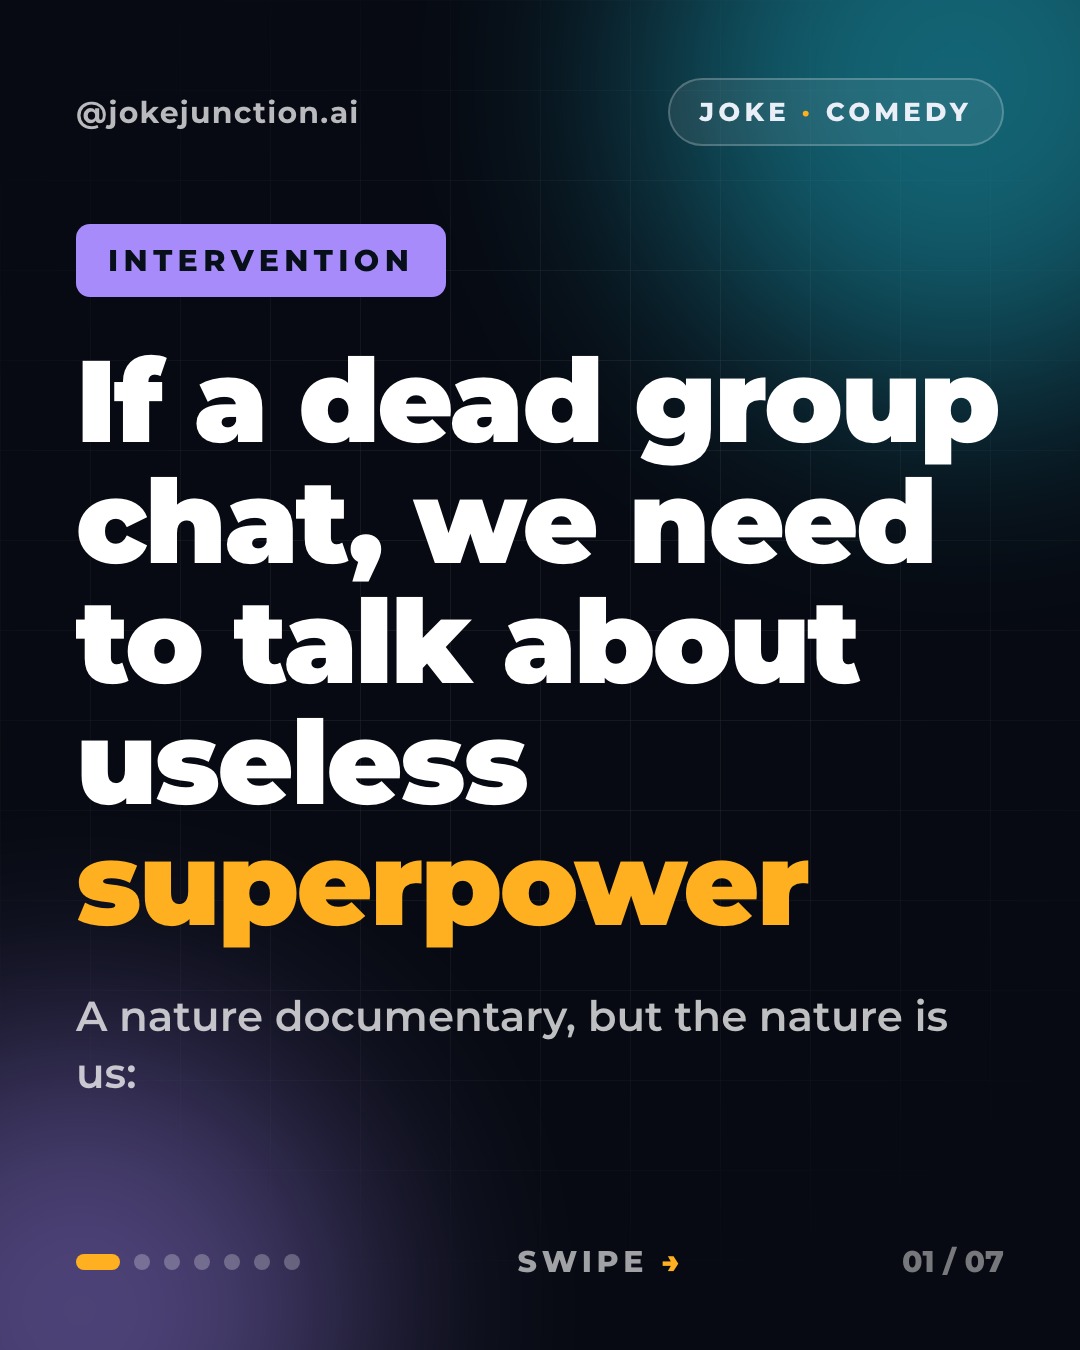 @jokejunction.ai
JOKE · COMEDY
INTERVENTION
If a dead group
chat, we need
to talk about
useless
superpower
A nature documentary, but the nature is
us:
SWIPE →
01 / 07